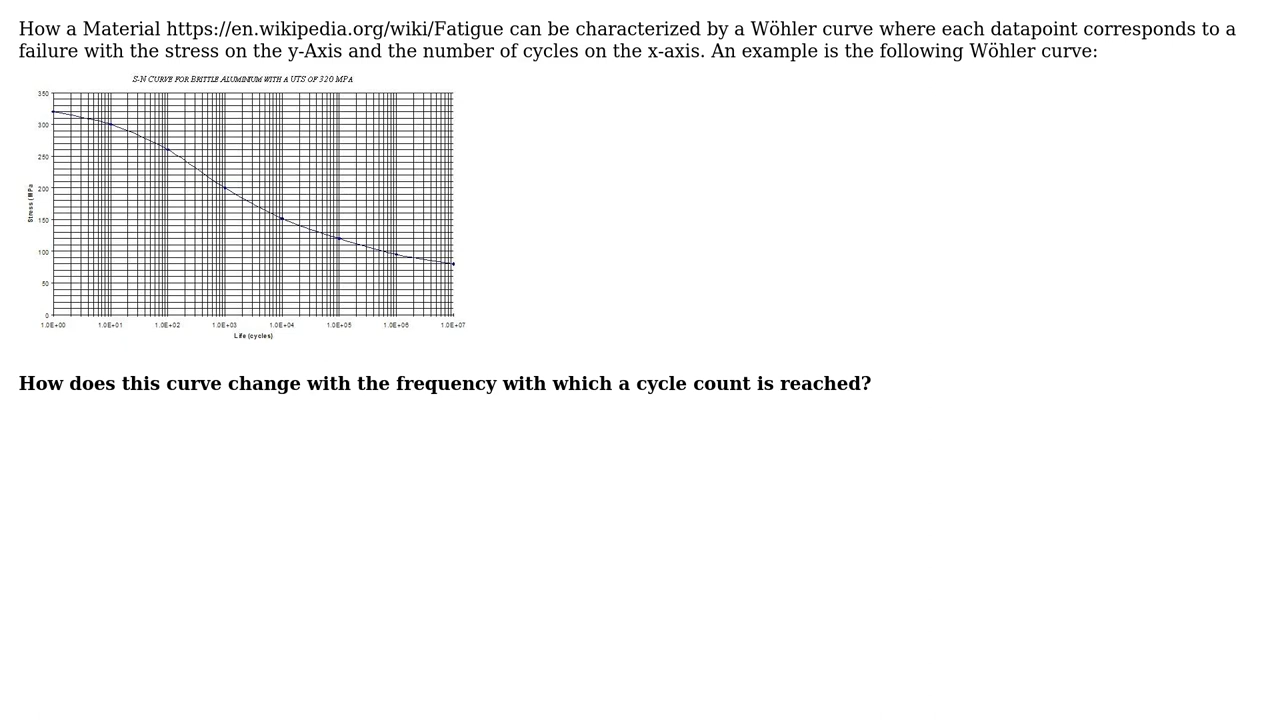 How a Material https://en.wikipedia.org/wiki/Fatigue can be characterized by a Wöhler curve where each datapoint corresponds to a
failure with the stress on the y-Axis and the number of cycles on the x-axis. An example is the following Wöhler curve:
S-N CURVE FOR BRITTLE ALUMINIUM WITH A UTS OF 320 MPA
350
300
250
200
150
100
50
0
Stress (MPa
1.0E+00 1.0E+01 1.0E+02 1.0E+03 1.0E+04 1.0E+05 1.0E+06 1.0E+07
Life (cycles)
How does this curve change with the frequency with which a cycle count is reached?